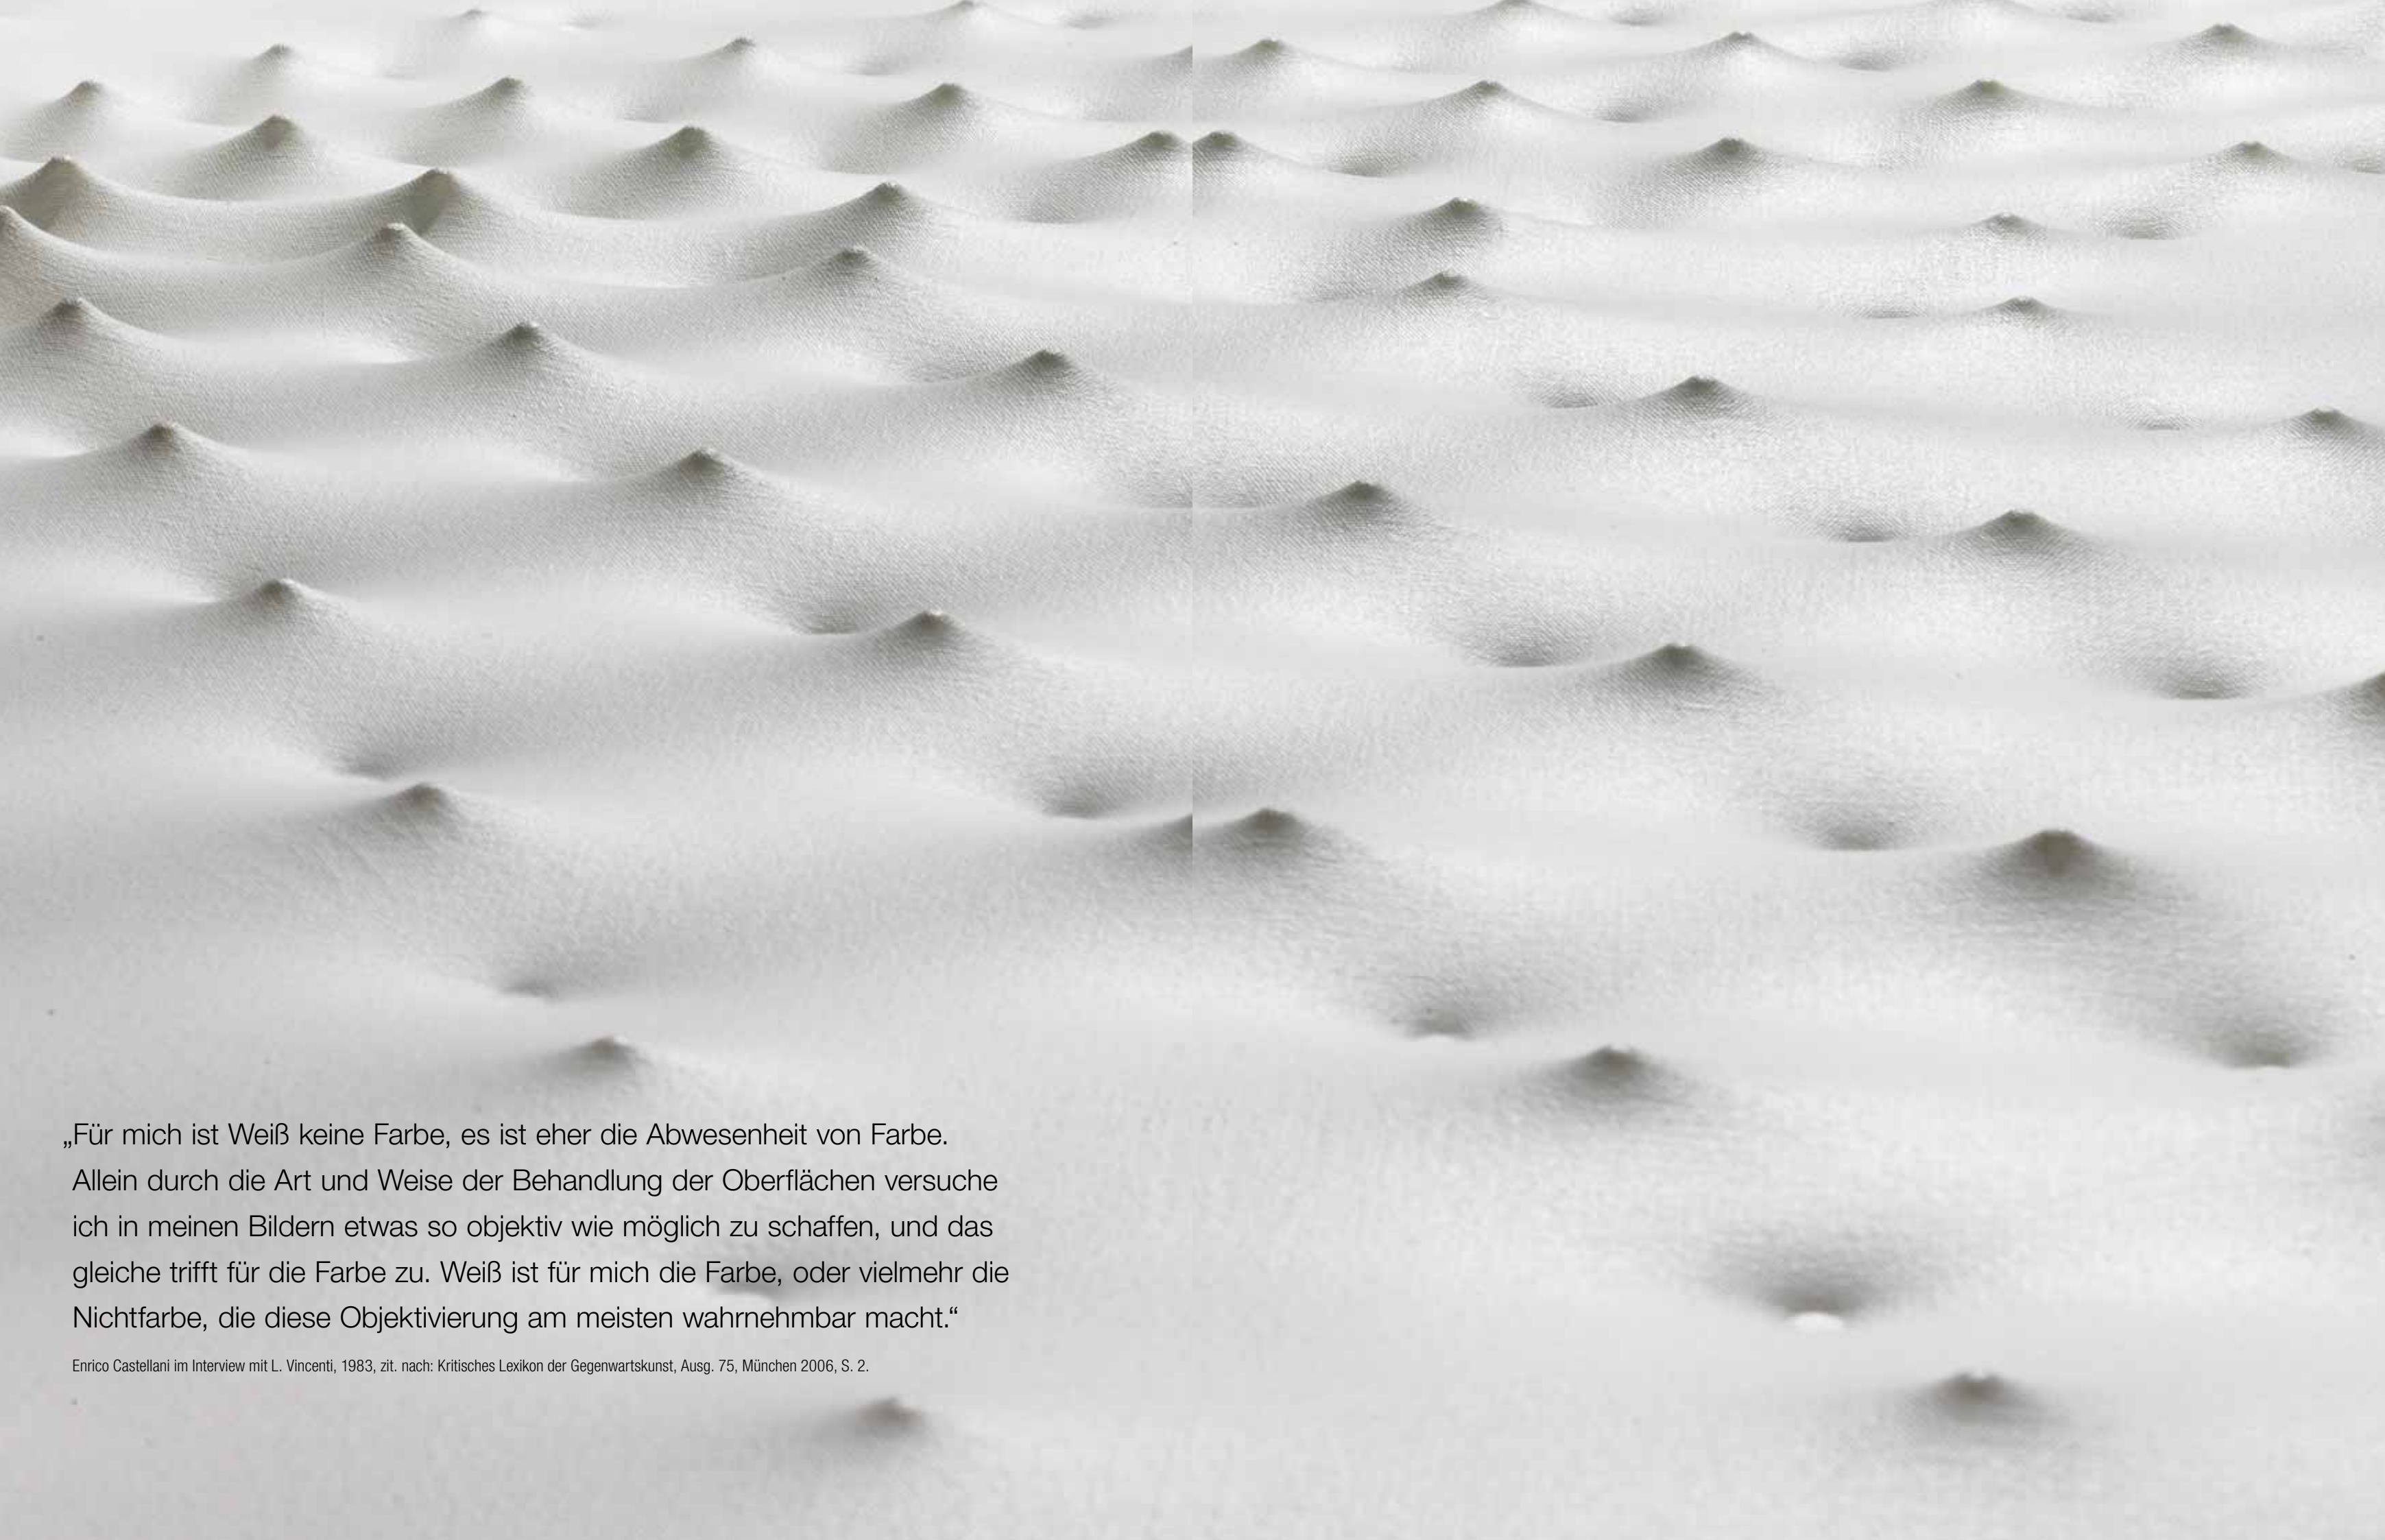 „Für mich ist Weiß keine Farbe, es ist eher die Abwesenheit von Farbe.
Allein durch die Art und Weise der Behandlung der Oberflächen versuche
ich in meinen Bildern etwas so objektiv wie möglich zu schaffen, und das
gleiche trifft für die Farbe zu. Weiß ist für mich die Farbe, oder vielmehr die
Nichtfarbe, die diese Objektivierung am meisten wahrnehmbar macht.“
Enrico Castellani im Interview mit L. Vincenti, 1983, zit. nach: Kritisches Lexikon der Gegenwartskunst, Ausg. 75, München 2006, S. 2.